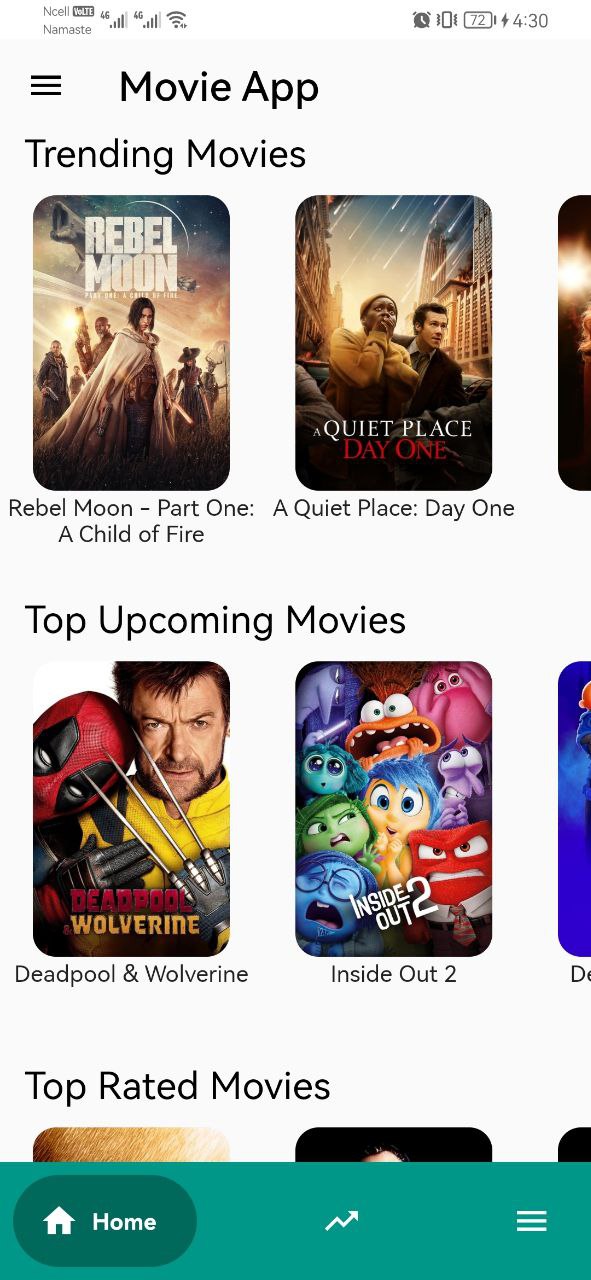 Ncell VoLTE 4G 4G 72 4:30
Namaste
Movie App
Trending Movies
REBEL
MOON
PART ONE: A CHILD OF FIRE
A QUIET PLACE
DAY ONE
Rebel Moon - Part One:
A Child of Fire
A Quiet Place: Day One
Top Upcoming Movies
DEADPOOL
& WOLVERINE
INSIDE
OUT 2
Deadpool & Wolverine
Inside Out 2
De
Top Rated Movies
Home